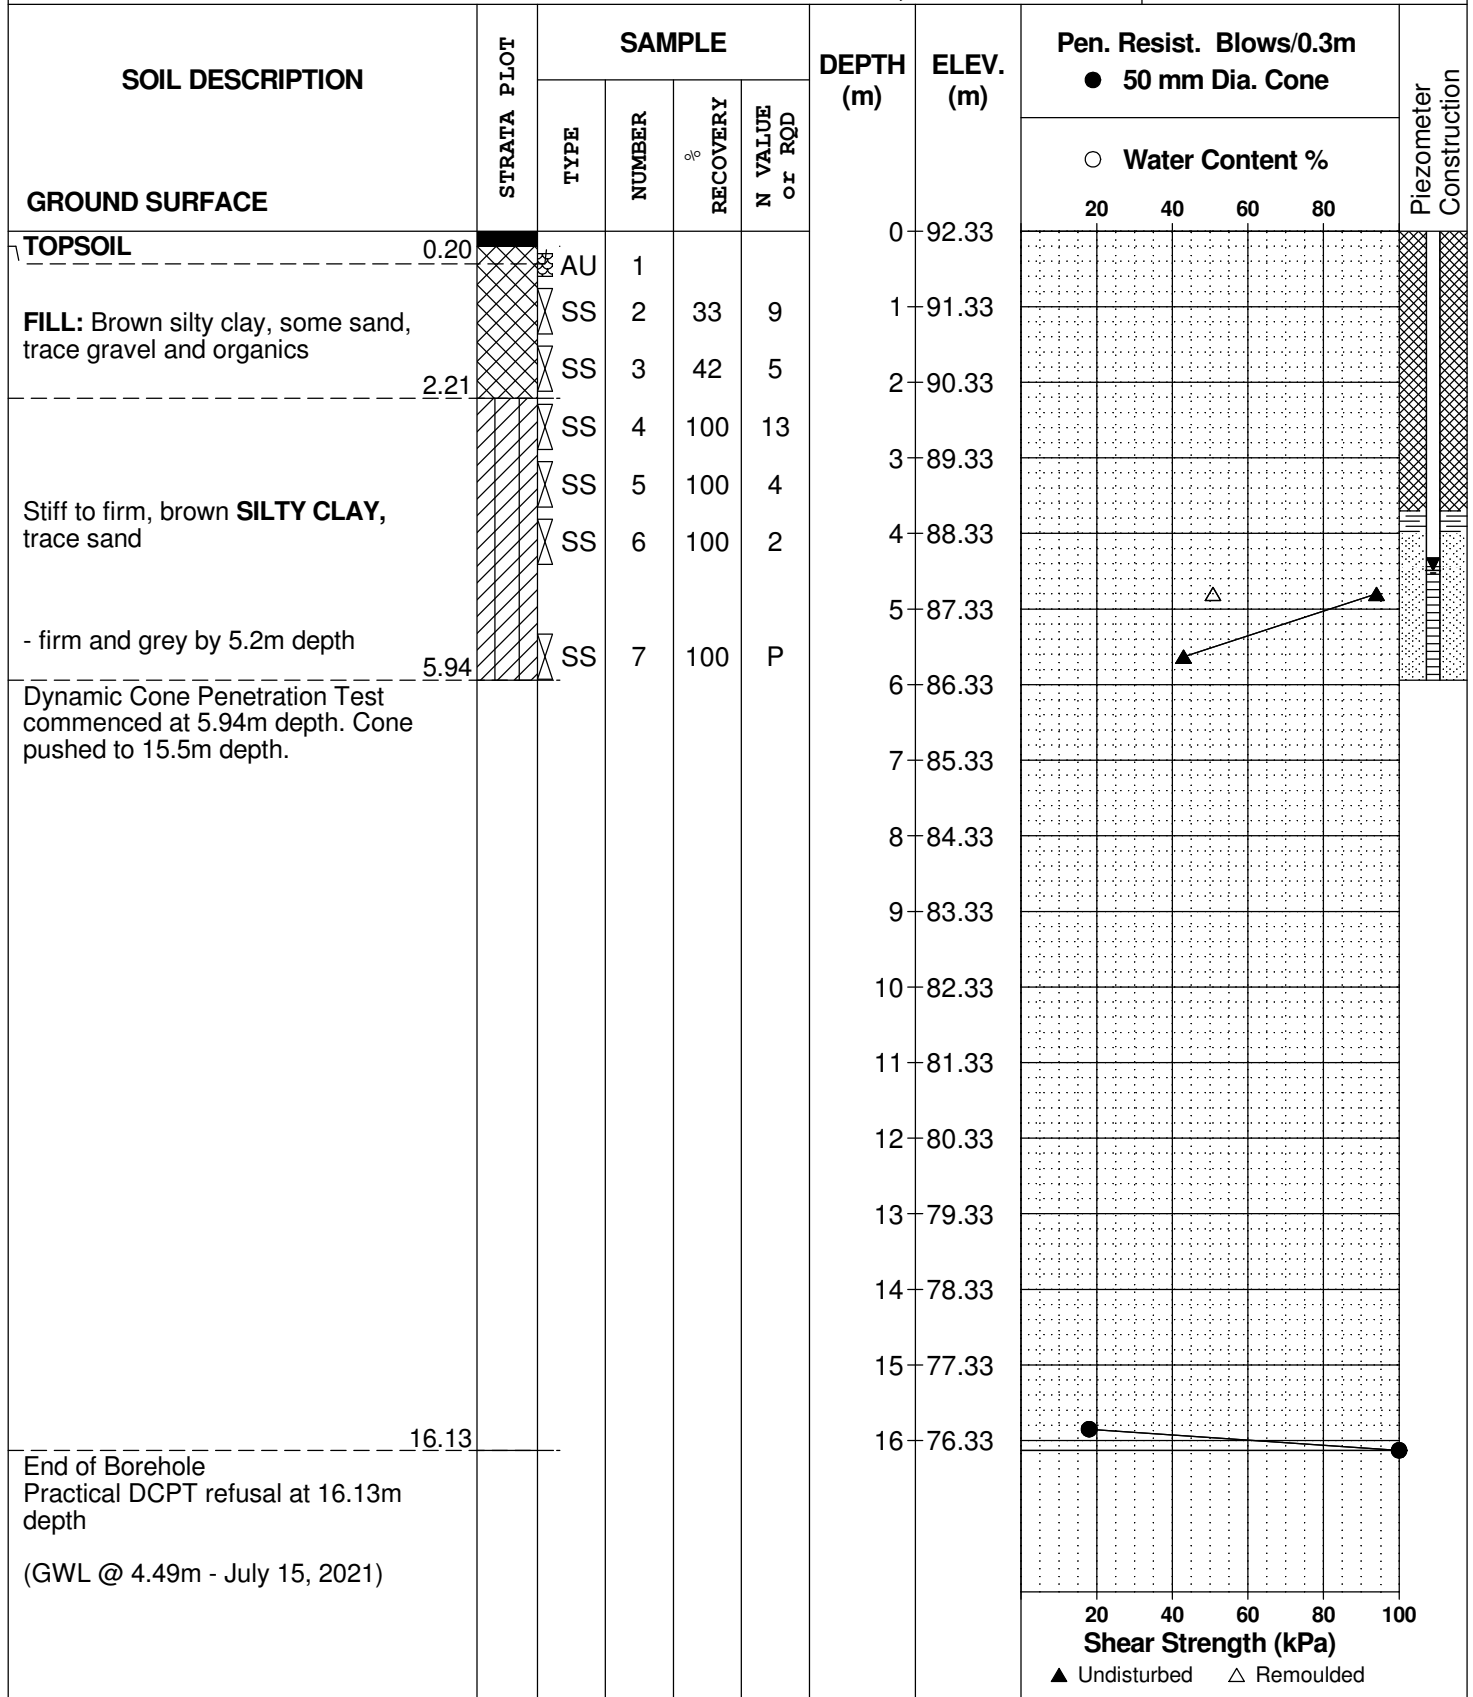 SOIL DESCRIPTION
GROUND SURFACE
STRATA PLOT
SAMPLE
TYPE
NUMBER
% RECOVERY
N VALUE or RQD
DEPTH (m)
ELEV. (m)
Pen. Resist. Blows/0.3m
● 50 mm Dia. Cone
○ Water Content %
20 40 60 80
Piezometer Construction
TOPSOIL 0.20
FILL: Brown silty clay, some sand,
trace gravel and organics
2.21
Stiff to firm, brown SILTY CLAY,
trace sand
- firm and grey by 5.2m depth
5.94
Dynamic Cone Penetration Test
commenced at 5.94m depth. Cone
pushed to 15.5m depth.
16.13
End of Borehole
Practical DCPT refusal at 16.13m
depth
(GWL @ 4.49m - July 15, 2021)
AU 1
SS 2 33 9
SS 3 42 5
SS 4 100 13
SS 5 100 4
SS 6 100 2
SS 7 100 P
0 92.33
1 91.33
2 90.33
3 89.33
4 88.33
5 87.33
6 86.33
7 85.33
8 84.33
9 83.33
10 82.33
11 81.33
12 80.33
13 79.33
14 78.33
15 77.33
16 76.33
20 40 60 80 100
Shear Strength (kPa)
▲ Undisturbed △ Remoulded